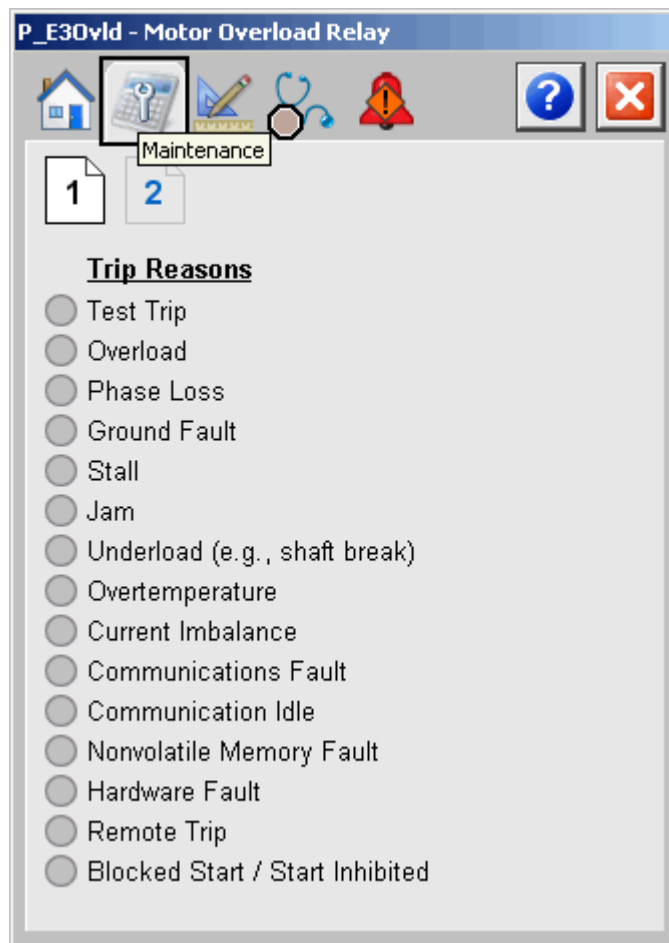 P_E3Ovld - Motor Overload Relay
Maintenance
1 2
Trip Reasons
Test Trip
Overload
Phase Loss
Ground Fault
Stall
Jam
Underload (e.g., shaft break)
Overtemperature
Current Imbalance
Communications Fault
Communication Idle
Nonvolatile Memory Fault
Hardware Fault
Remote Trip
Blocked Start / Start Inhibited